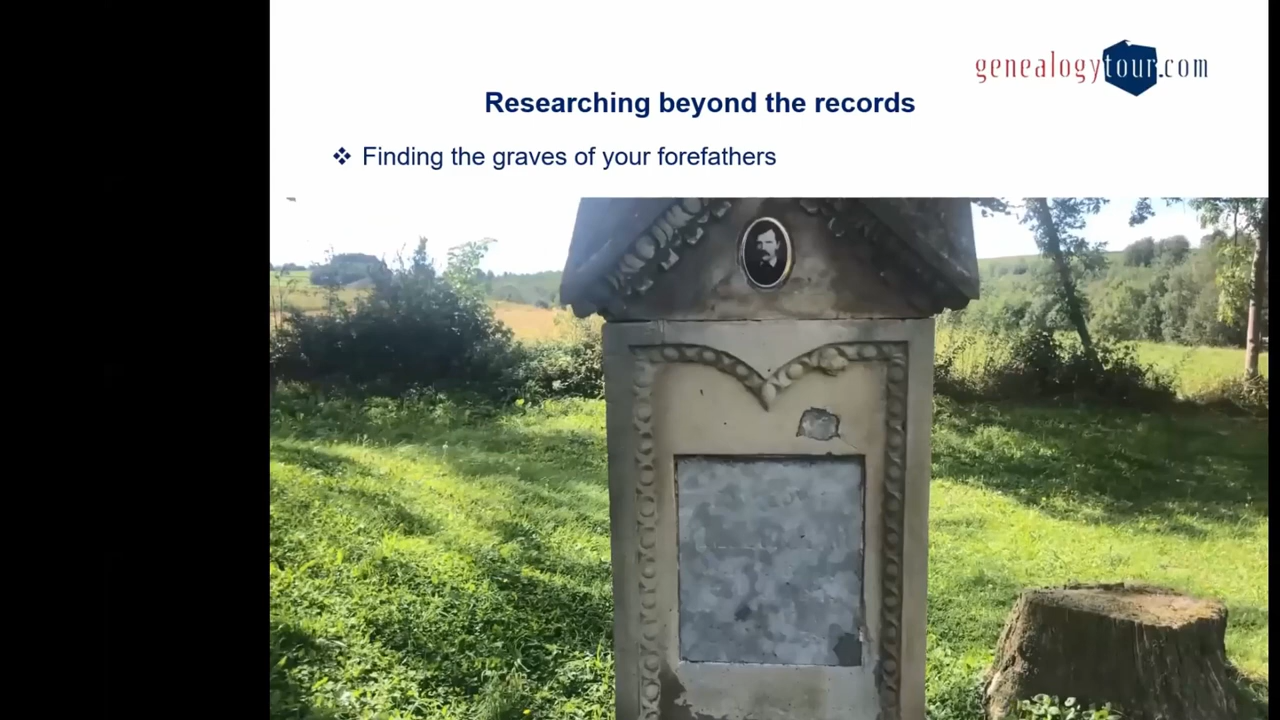 genealogytour.com
Researching beyond the records
❖ Finding the graves of your forefathers